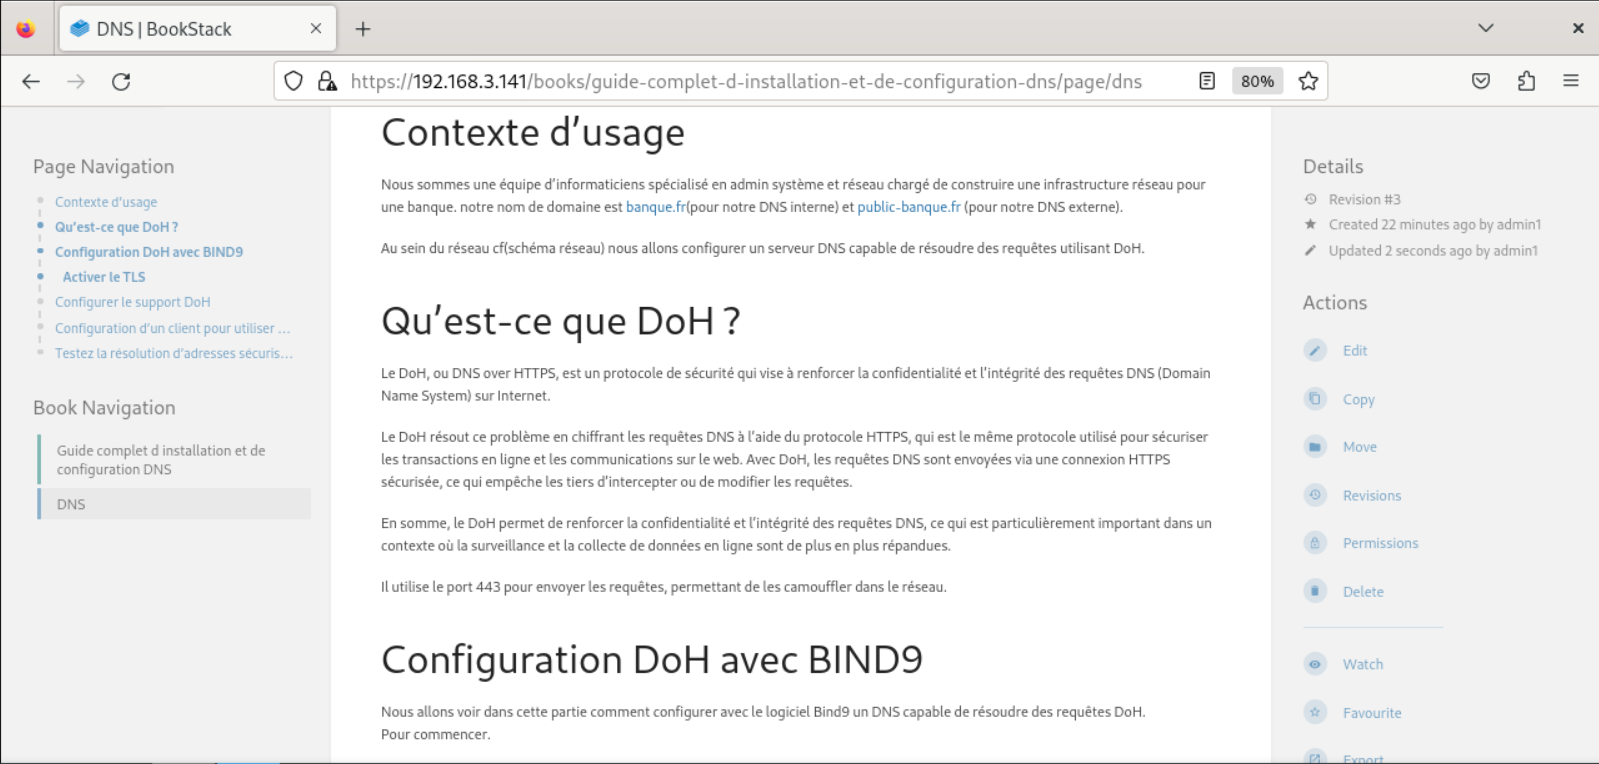 DNS | BookStack
https://192.168.3.141/books/guide-complet-d-installation-et-de-configuration-dns/page/dns
80%
Page Navigation
Contexte d'usage
Qu'est-ce que DoH ?
Configuration DoH avec BIND9
Activer le TLS
Configurer le support DoH
Configuration d'un client pour utiliser ...
Testez la résolution d'adresses sécuris...
Book Navigation
Guide complet d installation et de
configuration DNS
DNS
Contexte d'usage
Nous sommes une équipe d'informaticiens spécialisé en admin système et réseau chargé de construire une infrastructure réseau pour
une banque. notre nom de domaine est banque.fr(pour notre DNS interne) et public-banque.fr (pour notre DNS externe).
Au sein du réseau cf(schéma réseau) nous allons configurer un serveur DNS capable de résoudre des requêtes utilisant DoH.
Qu'est-ce que DoH ?
Le DoH, ou DNS over HTTPS, est un protocole de sécurité qui vise à renforcer la confidentialité et l'intégrité des requêtes DNS (Domain
Name System) sur Internet.
Le DoH résout ce problème en chiffrant les requêtes DNS à l'aide du protocole HTTPS, qui est le même protocole utilisé pour sécuriser
les transactions en ligne et les communications sur le web. Avec DoH, les requêtes DNS sont envoyées via une connexion HTTPS
sécurisée, ce qui empêche les tiers d'intercepter ou de modifier les requêtes.
En somme, le DoH permet de renforcer la confidentialité et l'intégrité des requêtes DNS, ce qui est particulièrement important dans un
contexte où la surveillance et la collecte de données en ligne sont de plus en plus répandues.
Il utilise le port 443 pour envoyer les requêtes, permettant de les camouffler dans le réseau.
Configuration DoH avec BIND9
Nous allons voir dans cette partie comment configurer avec le logiciel Bind9 un DNS capable de résoudre des requêtes DoH.
Pour commencer.
Details
Revision #3
Created 22 minutes ago by admin1
Updated 2 seconds ago by admin1
Actions
Edit
Copy
Move
Revisions
Permissions
Delete
Watch
Favourite
Export